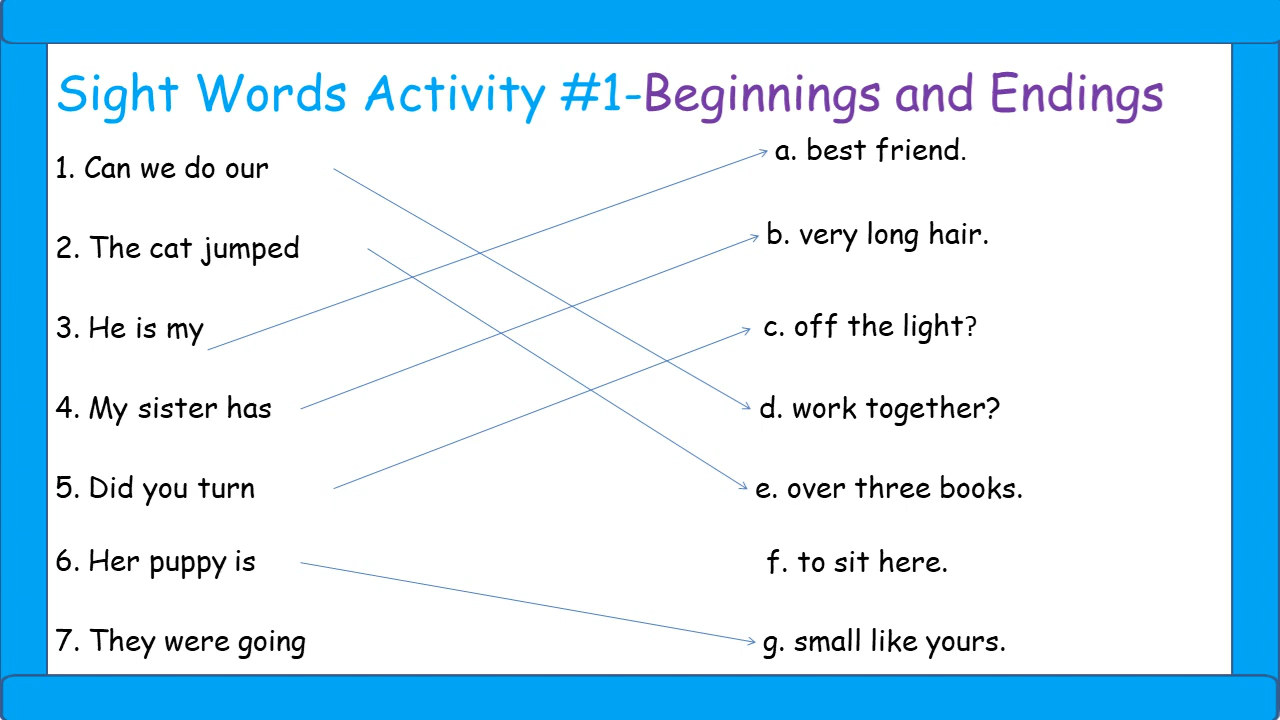 Sight Words Activity #1-Beginnings and Endings
1. Can we do our
2. The cat jumped
3. He is my
4. My sister has
5. Did you turn
6. Her puppy is
7. They were going
a. best friend.
b. very long hair.
c. off the light?
d. work together?
e. over three books.
f. to sit here.
g. small like yours.